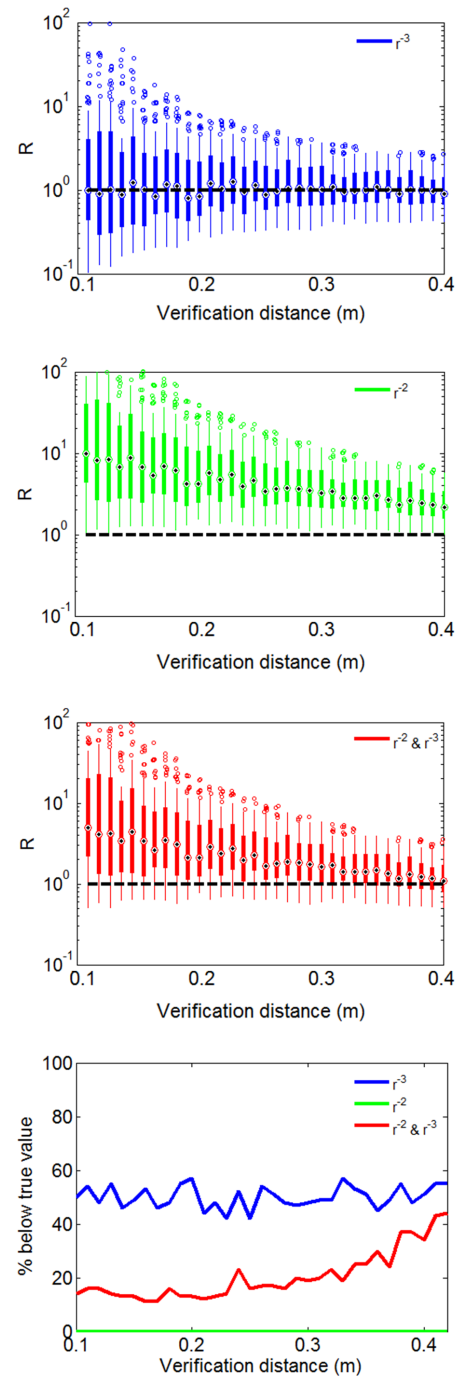 10²
r⁻³
10¹
R
10⁰
10⁻¹
0.1 0.2 0.3 0.4
Verification distance (m)
10²
r⁻²
10¹
R
10⁰
10⁻¹
0.1 0.2 0.3 0.4
Verification distance (m)
10²
r⁻² & r⁻³
10¹
R
10⁰
10⁻¹
0.1 0.2 0.3 0.4
Verification distance (m)
100
r⁻³
80
r⁻²
r⁻² & r⁻³
60
% below true value
40
20
0
0.1 0.2 0.3 0.4
Verification distance (m)